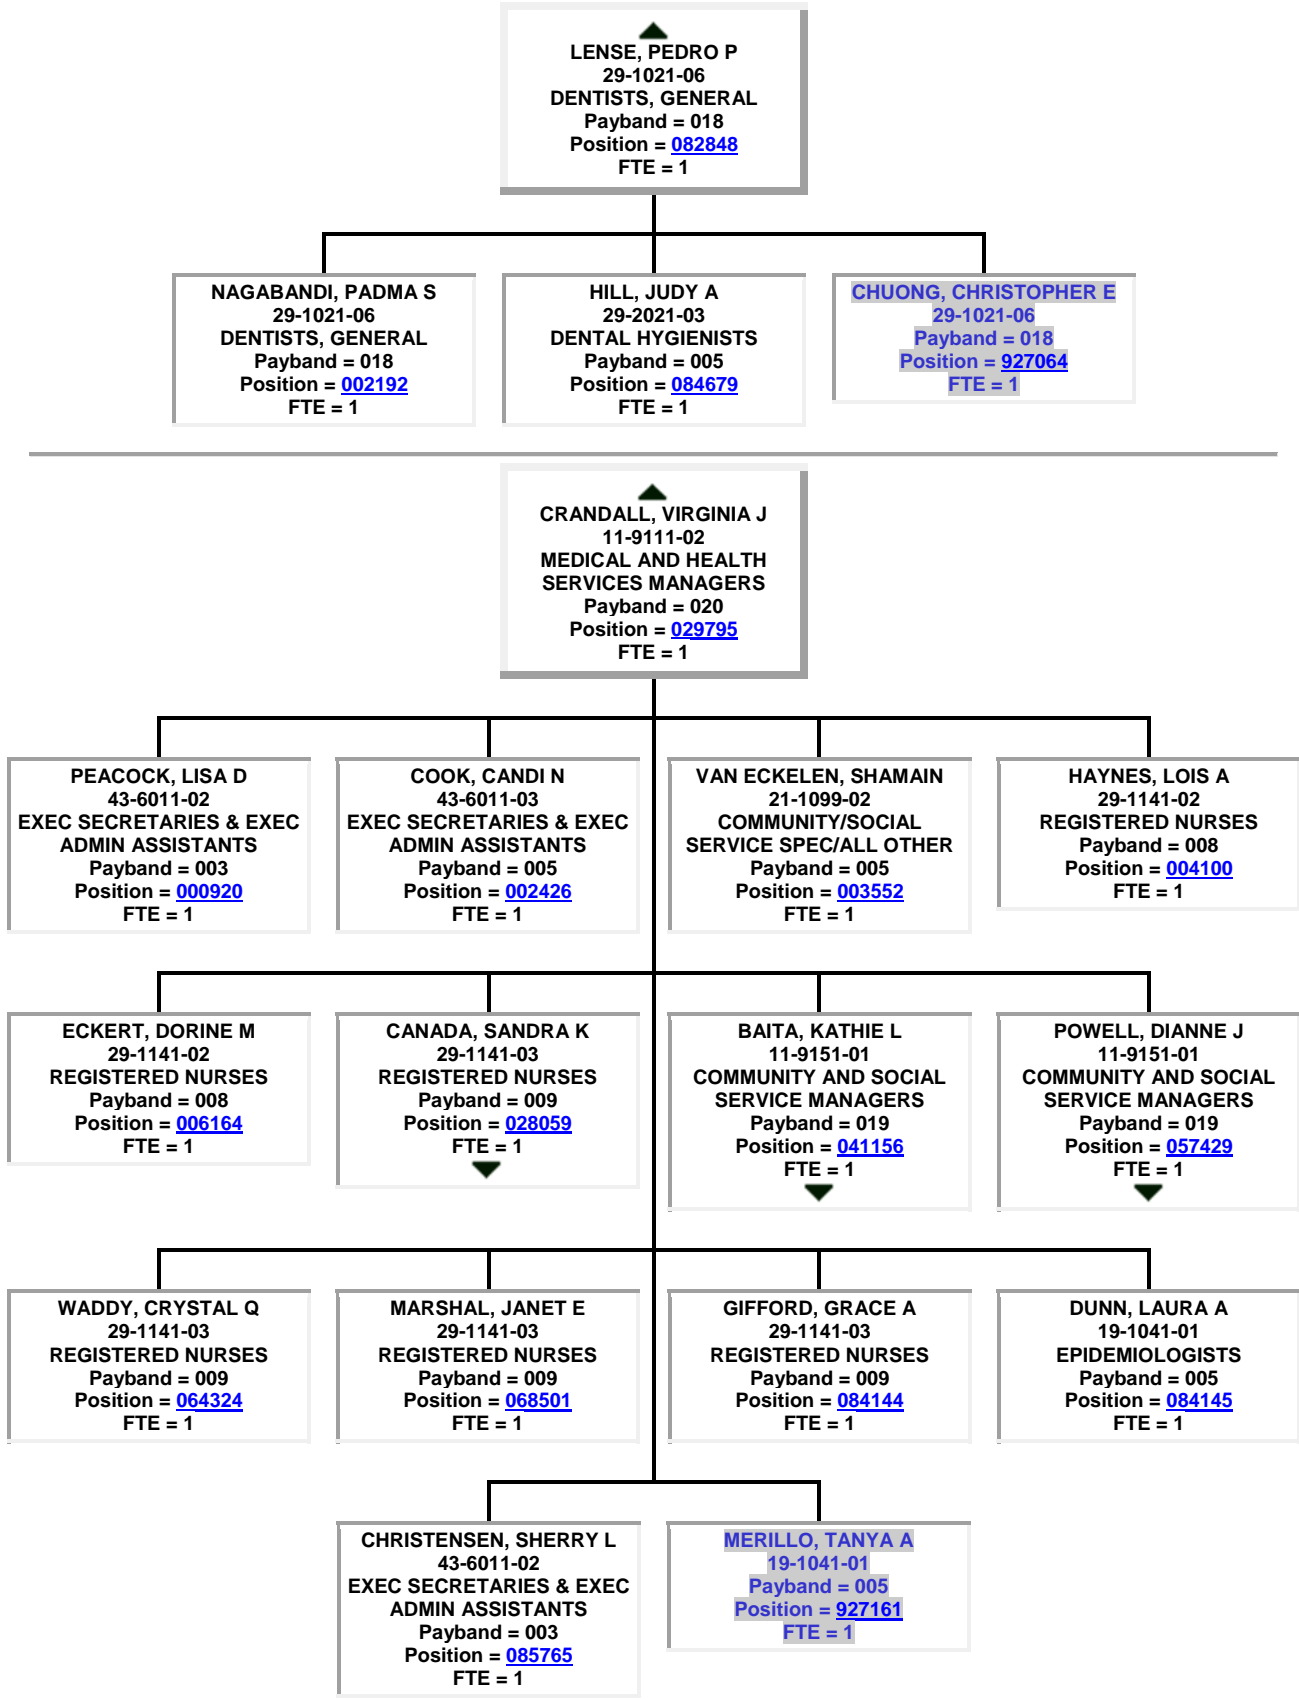 LENSE, PEDRO P
29-1021-06
DENTISTS, GENERAL
Payband = 018
Position = 082848
FTE = 1
NAGABANDI, PADMA S
29-1021-06
DENTISTS, GENERAL
Payband = 018
Position = 002192
FTE = 1
HILL, JUDY A
29-2021-03
DENTAL HYGIENISTS
Payband = 005
Position = 084679
FTE = 1
CHUONG, CHRISTOPHER E
29-1021-06
Payband = 018
Position = 927064
FTE = 1
CRANDALL, VIRGINIA J
11-9111-02
MEDICAL AND HEALTH
SERVICES MANAGERS
Payband = 020
Position = 029795
FTE = 1
PEACOCK, LISA D
43-6011-02
EXEC SECRETARIES & EXEC
ADMIN ASSISTANTS
Payband = 003
Position = 000920
FTE = 1
COOK, CANDI N
43-6011-03
EXEC SECRETARIES & EXEC
ADMIN ASSISTANTS
Payband = 005
Position = 002426
FTE = 1
VAN ECKELEN, SHAMAIN
21-1099-02
COMMUNITY/SOCIAL
SERVICE SPEC/ALL OTHER
Payband = 005
Position = 003552
FTE = 1
HAYNES, LOIS A
29-1141-02
REGISTERED NURSES
Payband = 008
Position = 004100
FTE = 1
ECKERT, DORINE M
29-1141-02
REGISTERED NURSES
Payband = 008
Position = 006164
FTE = 1
CANADA, SANDRA K
29-1141-03
REGISTERED NURSES
Payband = 009
Position = 028059
FTE = 1
BAITA, KATHIE L
11-9151-01
COMMUNITY AND SOCIAL
SERVICE MANAGERS
Payband = 019
Position = 041156
FTE = 1
POWELL, DIANNE J
11-9151-01
COMMUNITY AND SOCIAL
SERVICE MANAGERS
Payband = 019
Position = 057429
FTE = 1
WADDY, CRYSTAL Q
29-1141-03
REGISTERED NURSES
Payband = 009
Position = 064324
FTE = 1
MARSHAL, JANET E
29-1141-03
REGISTERED NURSES
Payband = 009
Position = 068501
FTE = 1
GIFFORD, GRACE A
29-1141-03
REGISTERED NURSES
Payband = 009
Position = 084144
FTE = 1
DUNN, LAURA A
19-1041-01
EPIDEMIOLOGISTS
Payband = 005
Position = 084145
FTE = 1
CHRISTENSEN, SHERRY L
43-6011-02
EXEC SECRETARIES & EXEC
ADMIN ASSISTANTS
Payband = 003
Position = 085765
FTE = 1
MERILLO, TANYA A
19-1041-01
Payband = 005
Position = 927161
FTE = 1